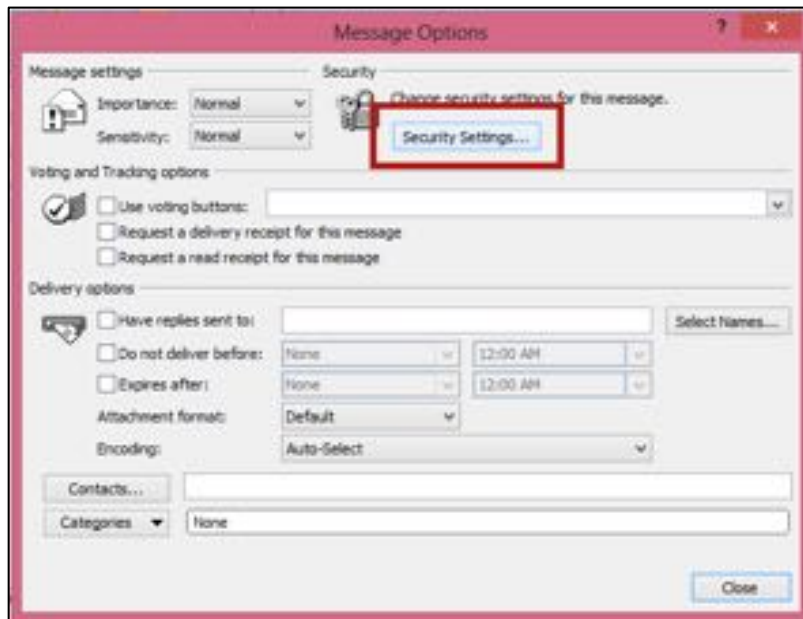 Message Options
? x
Message settings Security
Importance: Normal Change security settings for this message.
Sensitivity: Normal Security Settings...
Voting and Tracking options
Use voting buttons:
Request a delivery receipt for this message
Request a read receipt for this message
Delivery options
Have replies sent to: Select Names...
Do not deliver before: None 12:00 AM
Expires after: None 12:00 AM
Attachment format: Default
Encoding: Auto-Select
Contacts...
Categories None
Close